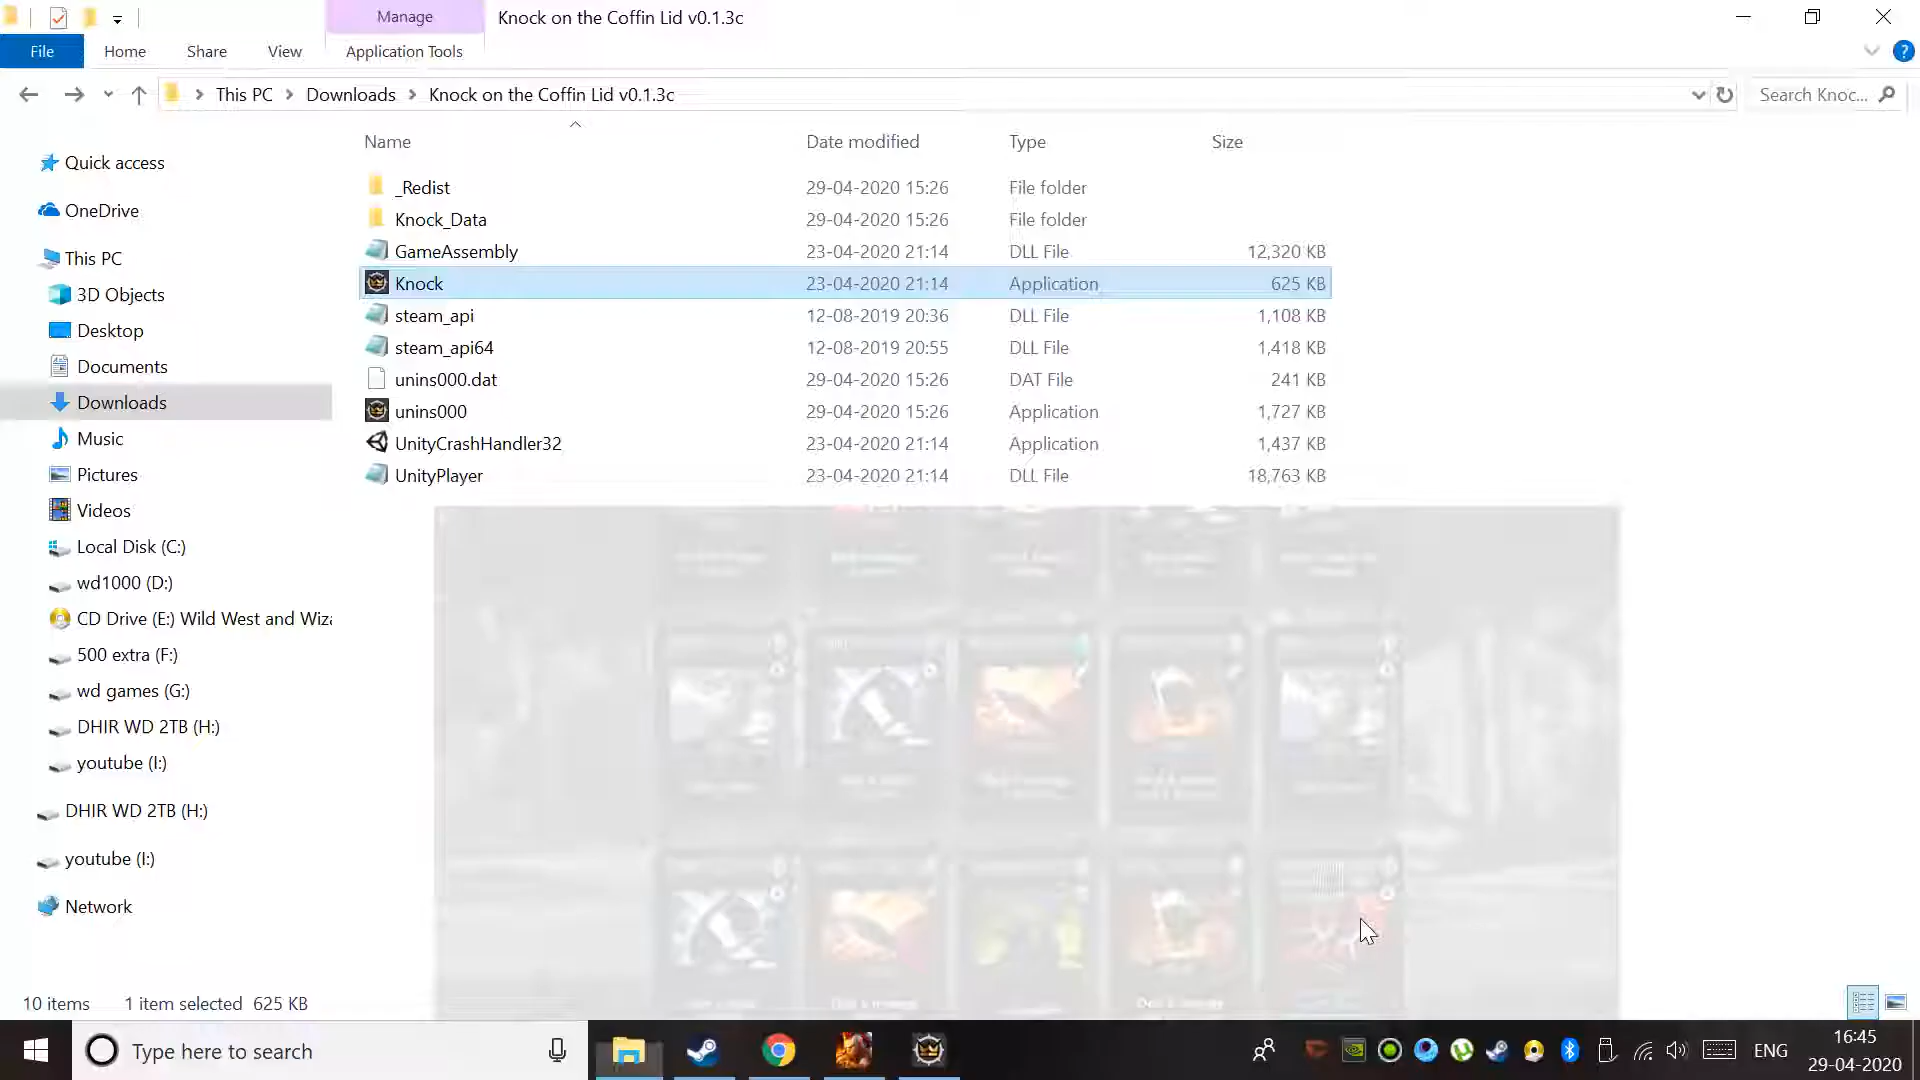 Manage
Knock on the Coffin Lid v0.1.3c
File
Home
Share
View
Application Tools
This PC
Downloads
Knock on the Coffin Lid v0.1.3c
Search Knoc...
Name
Date modified
Type
Size
_Redist
29-04-2020 15:26
File folder
Knock_Data
29-04-2020 15:26
File folder
GameAssembly
23-04-2020 21:14
DLL File
12,320 KB
Knock
23-04-2020 21:14
Application
625 KB
steam_api
12-08-2019 20:36
DLL File
1,108 KB
steam_api64
12-08-2019 20:55
DLL File
1,418 KB
unins000.dat
29-04-2020 15:26
DAT File
241 KB
unins000
29-04-2020 15:26
Application
1,727 KB
UnityCrashHandler32
23-04-2020 21:14
Application
1,437 KB
UnityPlayer
23-04-2020 21:14
DLL File
18,763 KB
Quick access
OneDrive
This PC
3D Objects
Desktop
Documents
Downloads
Music
Pictures
Videos
Local Disk (C:)
wd1000 (D:)
CD Drive (E:) Wild West and Wiza
500 extra (F:)
wd games (G:)
DHIR WD 2TB (H:)
youtube (I:)
DHIR WD 2TB (H:)
youtube (I:)
Network
10 items
1 item selected 625 KB
Type here to search
ENG
16:45
29-04-2020